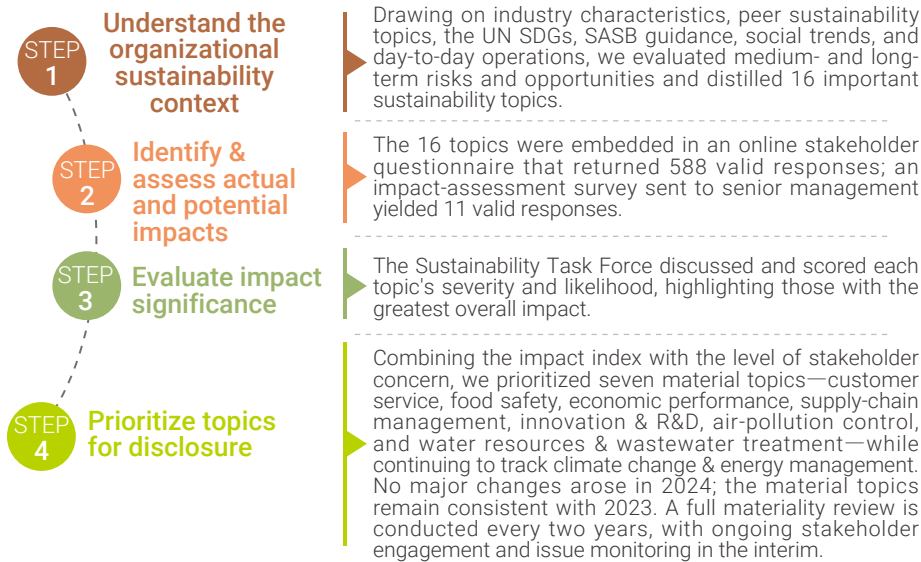 STEP
1
Understand the
organizational
sustainability
context
Drawing on industry characteristics, peer sustainability
topics, the UN SDGs, SASB guidance, social trends, and
day-to-day operations, we evaluated medium- and long-
term risks and opportunities and distilled 16 important
sustainability topics.
STEP
2
Identify &
assess actual
and potential
impacts
The 16 topics were embedded in an online stakeholder
questionnaire that returned 588 valid responses; an
impact-assessment survey sent to senior management
yielded 11 valid responses.
STEP
3
Evaluate impact
significance
The Sustainability Task Force discussed and scored each
topic's severity and likelihood, highlighting those with the
greatest overall impact.
STEP
4
Prioritize topics
for disclosure
Combining the impact index with the level of stakeholder
concern, we prioritized seven material topics—customer
service, food safety, economic performance, supply-chain
management, innovation & R&D, air-pollution control,
and water resources & wastewater treatment—while
continuing to track climate change & energy management.
No major changes arose in 2024; the material topics
remain consistent with 2023. A full materiality review is
conducted every two years, with ongoing stakeholder
engagement and issue monitoring in the interim.